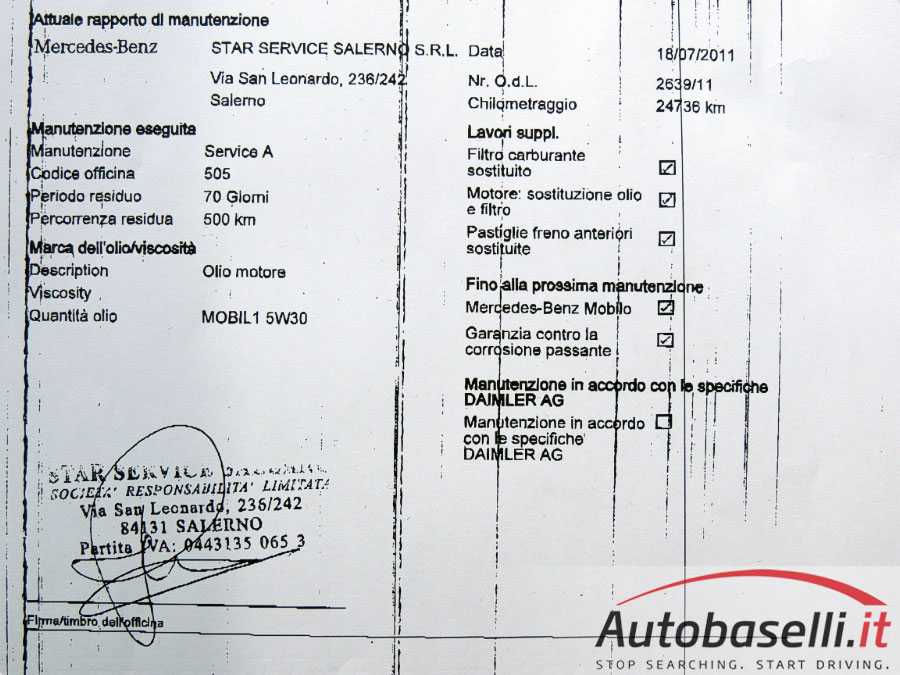 Attuale rapporto di manutenzione
Mercedes-Benz
STAR SERVICE SALERNO S.R.L.
Via San Leonardo, 236/242
Salerno
Data 18/07/2011
Nr. O.d.L. 2639/11
Chilometraggio 24736 km
Manutenzione eseguita
Manutenzione Service A
Codice officina 505
Periodo residuo 70 Giorni
Percorrenza residua 500 km
Marca dell'olio/viscosità
Description Olio motore
Viscosity
Quantità olio MOBIL1 5W30
Lavori suppl.
Filtro carburante
sostituito
Motore: sostituzione olio
e filtro
Pastiglie freno anteriori
sostituite
Fino alla prossima manutenzione
Mercedes-Benz Mobilo
Garanzia contro la
corrosione passante
Manutenzione in accordo con le specifiche
DAIMLER AG
Manutenzione in accordo
con le specifiche
DAIMLER AG
STAR SERVICE
SOCIETA' RESPONSABILITA' LIMITATA
Via San Leonardo, 236/242
84131 SALERNO
Partita IVA: 0443135 065 3
Firma/timbro dell'officina
Autobaselli.it
STOP SEARCHING. START DRIVING.